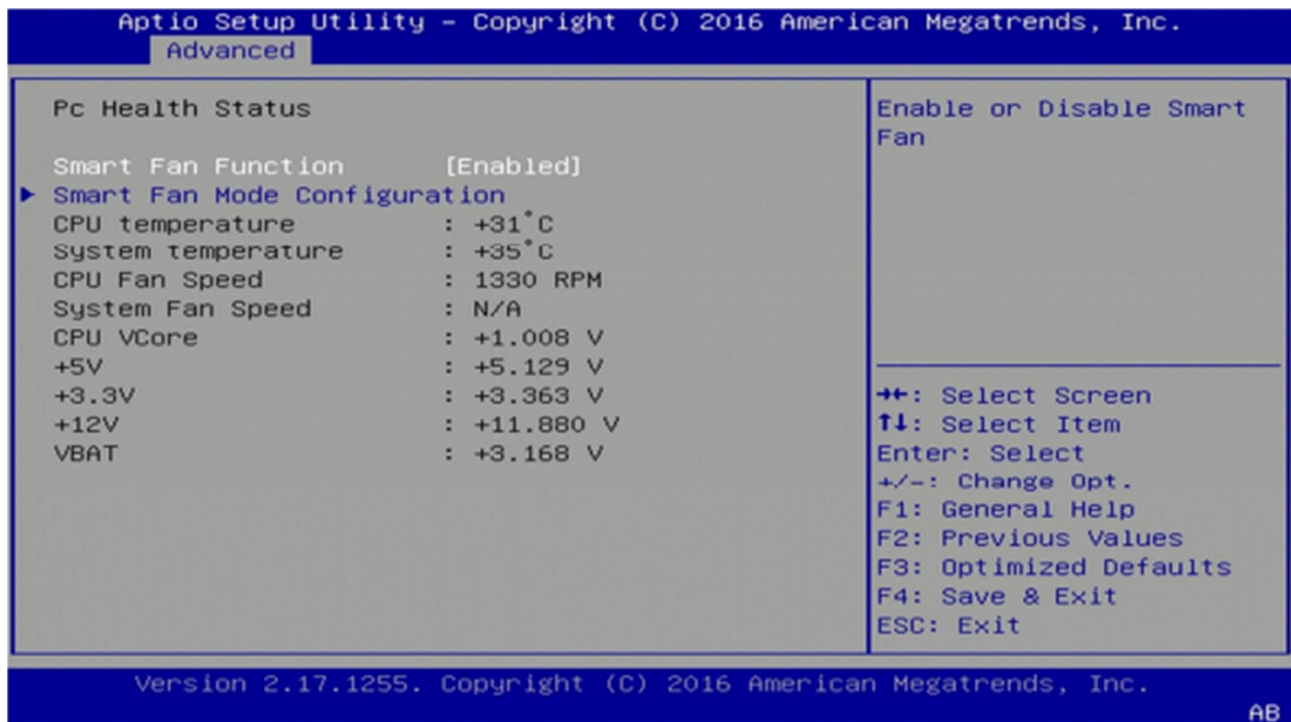 Aptio Setup Utility – Copyright (C) 2016 American Megatrends, Inc.
Advanced
Pc Health Status
Smart Fan Function [Enabled]
Smart Fan Mode Configuration
CPU temperature : +31°C
System temperature : +35°C
CPU Fan Speed : 1330 RPM
System Fan Speed : N/A
CPU VCore : +1.008 V
+5V : +5.129 V
+3.3V : +3.363 V
+12V : +11.880 V
VBAT : +3.168 V
Enable or Disable Smart
Fan
→←: Select Screen
↑↓: Select Item
Enter: Select
+/-: Change Opt.
F1: General Help
F2: Previous Values
F3: Optimized Defaults
F4: Save & Exit
ESC: Exit
Version 2.17.1255. Copyright (C) 2016 American Megatrends, Inc.
AB